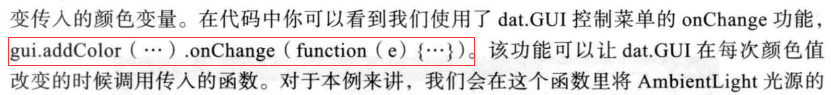 变传入的颜色变量。在代码中你可以看到我们使用了 dat.GUI 控制菜单的 onChange 功能，
gui.addColor（…）.onChange（function（e）{…}）。该功能可以让 dat.GUI 在每次颜色值
改变的时候调用传入的函数。对于本例来讲，我们会在这个函数里将 AmbientLight 光源的